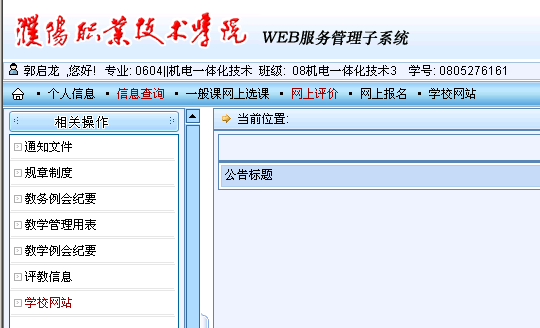 濮陽职业技术学院 WEB服务管理子系统
郭启龙 ,您好! 专业: 0604||机电一体化技术 班级: 08机电一体化技术3 学号: 0805276161
个人信息 信息查询 一般课网上选课 网上评价 网上报名 学校网站
相关操作
当前位置:
通知文件
公告标题
规章制度
教务例会纪要
教学管理用表
教学例会纪要
评教信息
学校网站